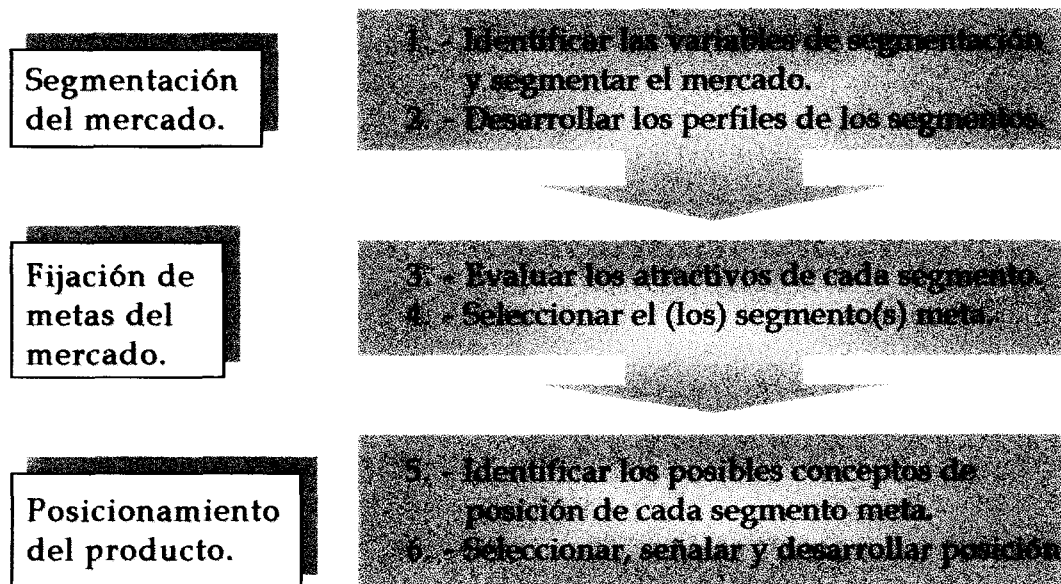 Segmentación
del mercado.
1. - Identificar las variables de segmentación
y segmentar el mercado.
2. - Desarrollar los perfiles de los segmentos.
Fijación de
metas del
mercado.
3. - Evaluar los atractivos de cada segmento.
4. - Seleccionar el (los) segmento(s) meta.
Posicionamiento
del producto.
5. - Identificar los posibles conceptos de
posición de cada segmento meta.
6. - Seleccionar, señalar y desarrollar posición